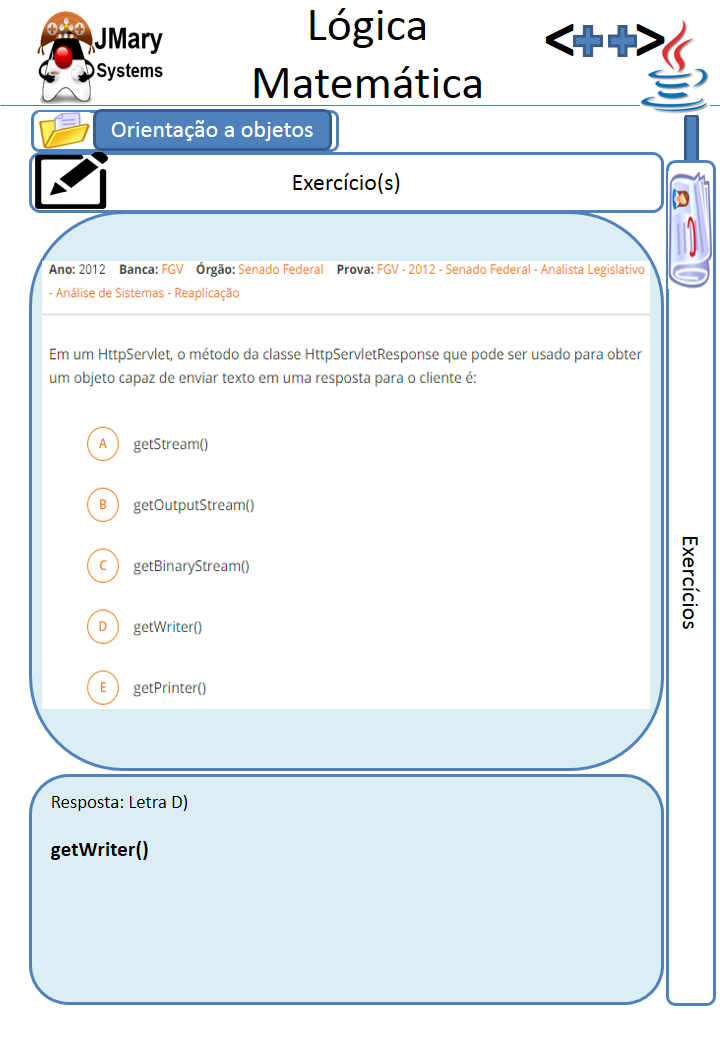 JMary
Systems
Lógica
Matemática
<++>
Orientação a objetos
Exercício(s)
Ano: 2012 Banca: FGV Órgão: Senado Federal Prova: FGV - 2012 - Senado Federal - Analista Legislativo
- Análise de Sistemas - Reaplicação
Em um HttpServlet, o método da classe HttpServletResponse que pode ser usado para obter
um objeto capaz de enviar texto em uma resposta para o cliente é:
A getStream()
B getOutputStream()
C getBinaryStream()
D getWriter()
E getPrinter()
Exercícios
Resposta: Letra D)
getWriter()